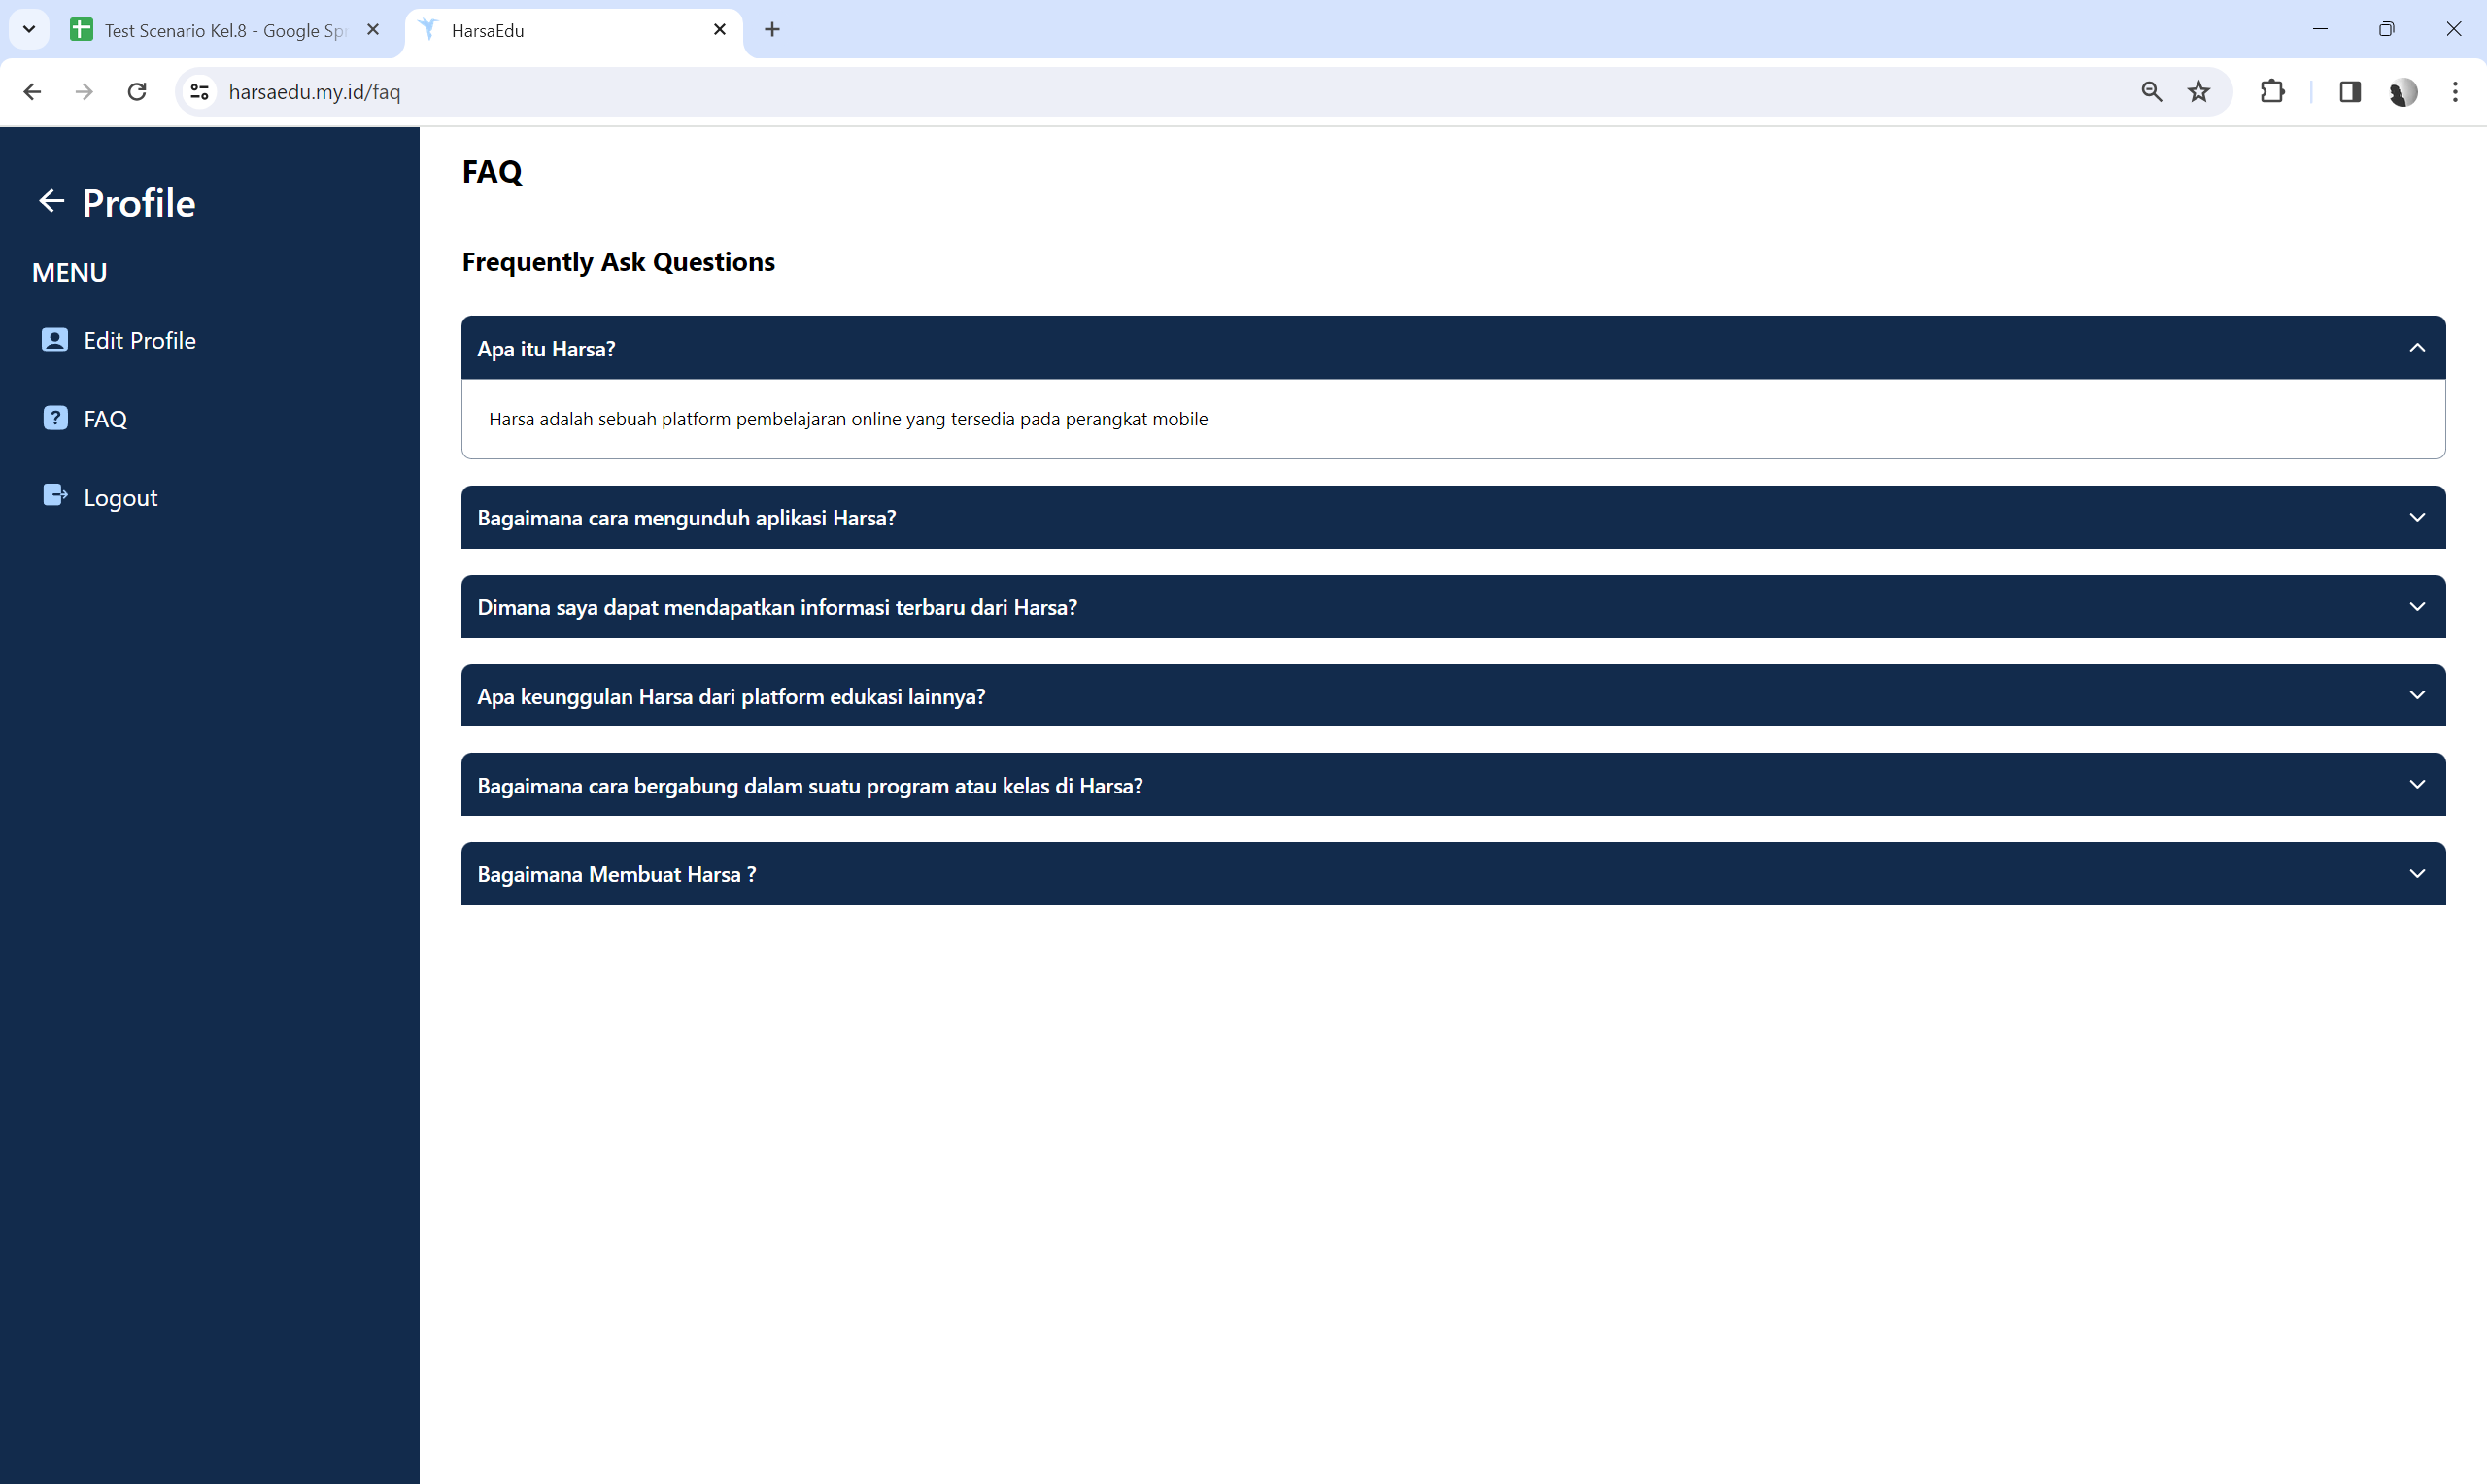 Test Scenario Kel.8 - Google Sp
HarsaEdu
harsaedu.my.id/faq
Profile
MENU
Edit Profile
FAQ
Logout
FAQ
Frequently Ask Questions
Apa itu Harsa?
Harsa adalah sebuah platform pembelajaran online yang tersedia pada perangkat mobile
Bagaimana cara mengunduh aplikasi Harsa?
Dimana saya dapat mendapatkan informasi terbaru dari Harsa?
Apa keunggulan Harsa dari platform edukasi lainnya?
Bagaimana cara bergabung dalam suatu program atau kelas di Harsa?
Bagaimana Membuat Harsa ?